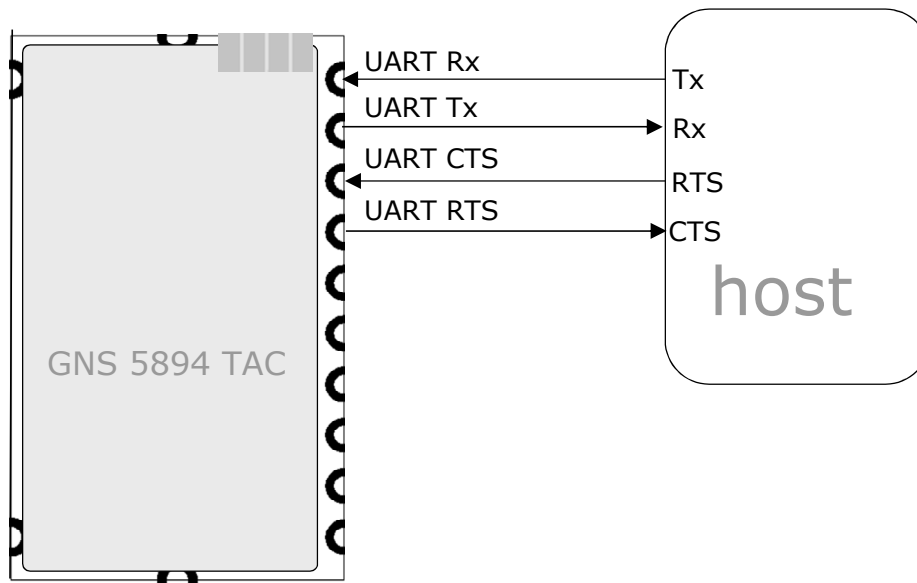 UART Rx
Tx
UART Tx
Rx
UART CTS
RTS
UART RTS
CTS
host
GNS 5894 TAC